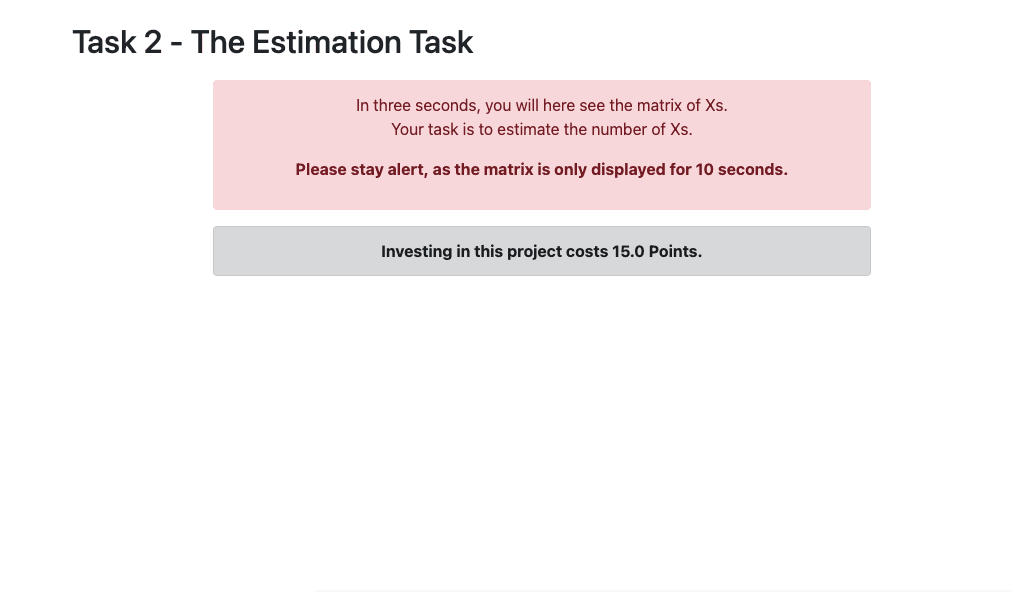 Task 2 - The Estimation Task
In three seconds, you will here see the matrix of Xs.
Your task is to estimate the number of Xs.
Please stay alert, as the matrix is only displayed for 10 seconds.
Investing in this project costs 15.0 Points.